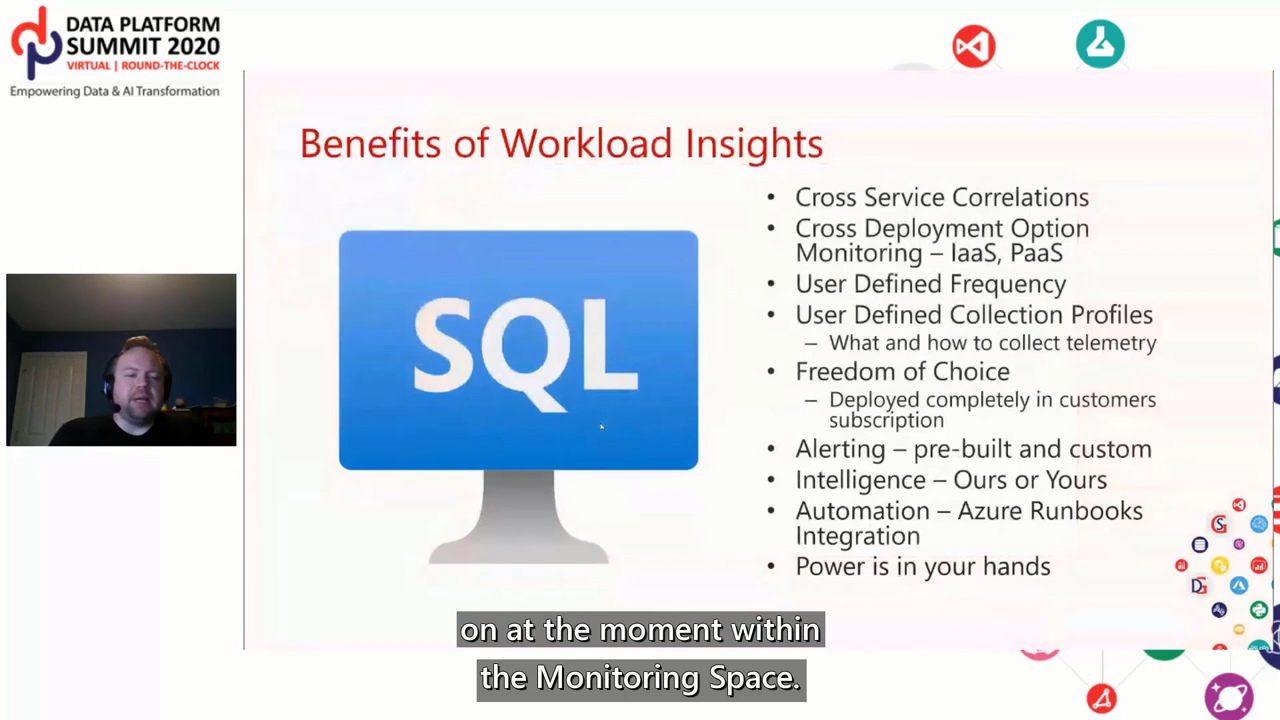 DATA PLATFORM
SUMMIT 2020
VIRTUAL | ROUND-THE-CLOCK
Empowering Data & AI Transformation
Benefits of Workload Insights
SQL
• Cross Service Correlations
• Cross Deployment Option
Monitoring – IaaS, PaaS
• User Defined Frequency
• User Defined Collection Profiles
– What and how to collect telemetry
• Freedom of Choice
– Deployed completely in customers
subscription
• Alerting – pre-built and custom
• Intelligence – Ours or Yours
• Automation – Azure Runbooks
Integration
• Power is in your hands
on at the moment within
the Monitoring Space.